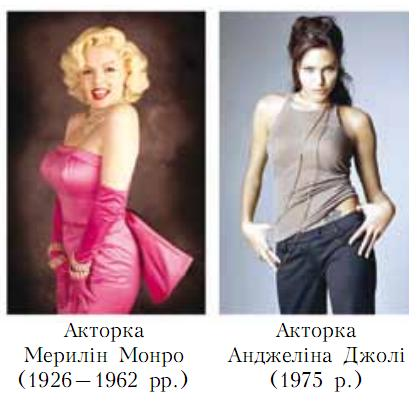 Акторка
Мерилін Монро
(1926—1962 рр.)
Акторка
Анджеліна Джолі
(1975 р.)